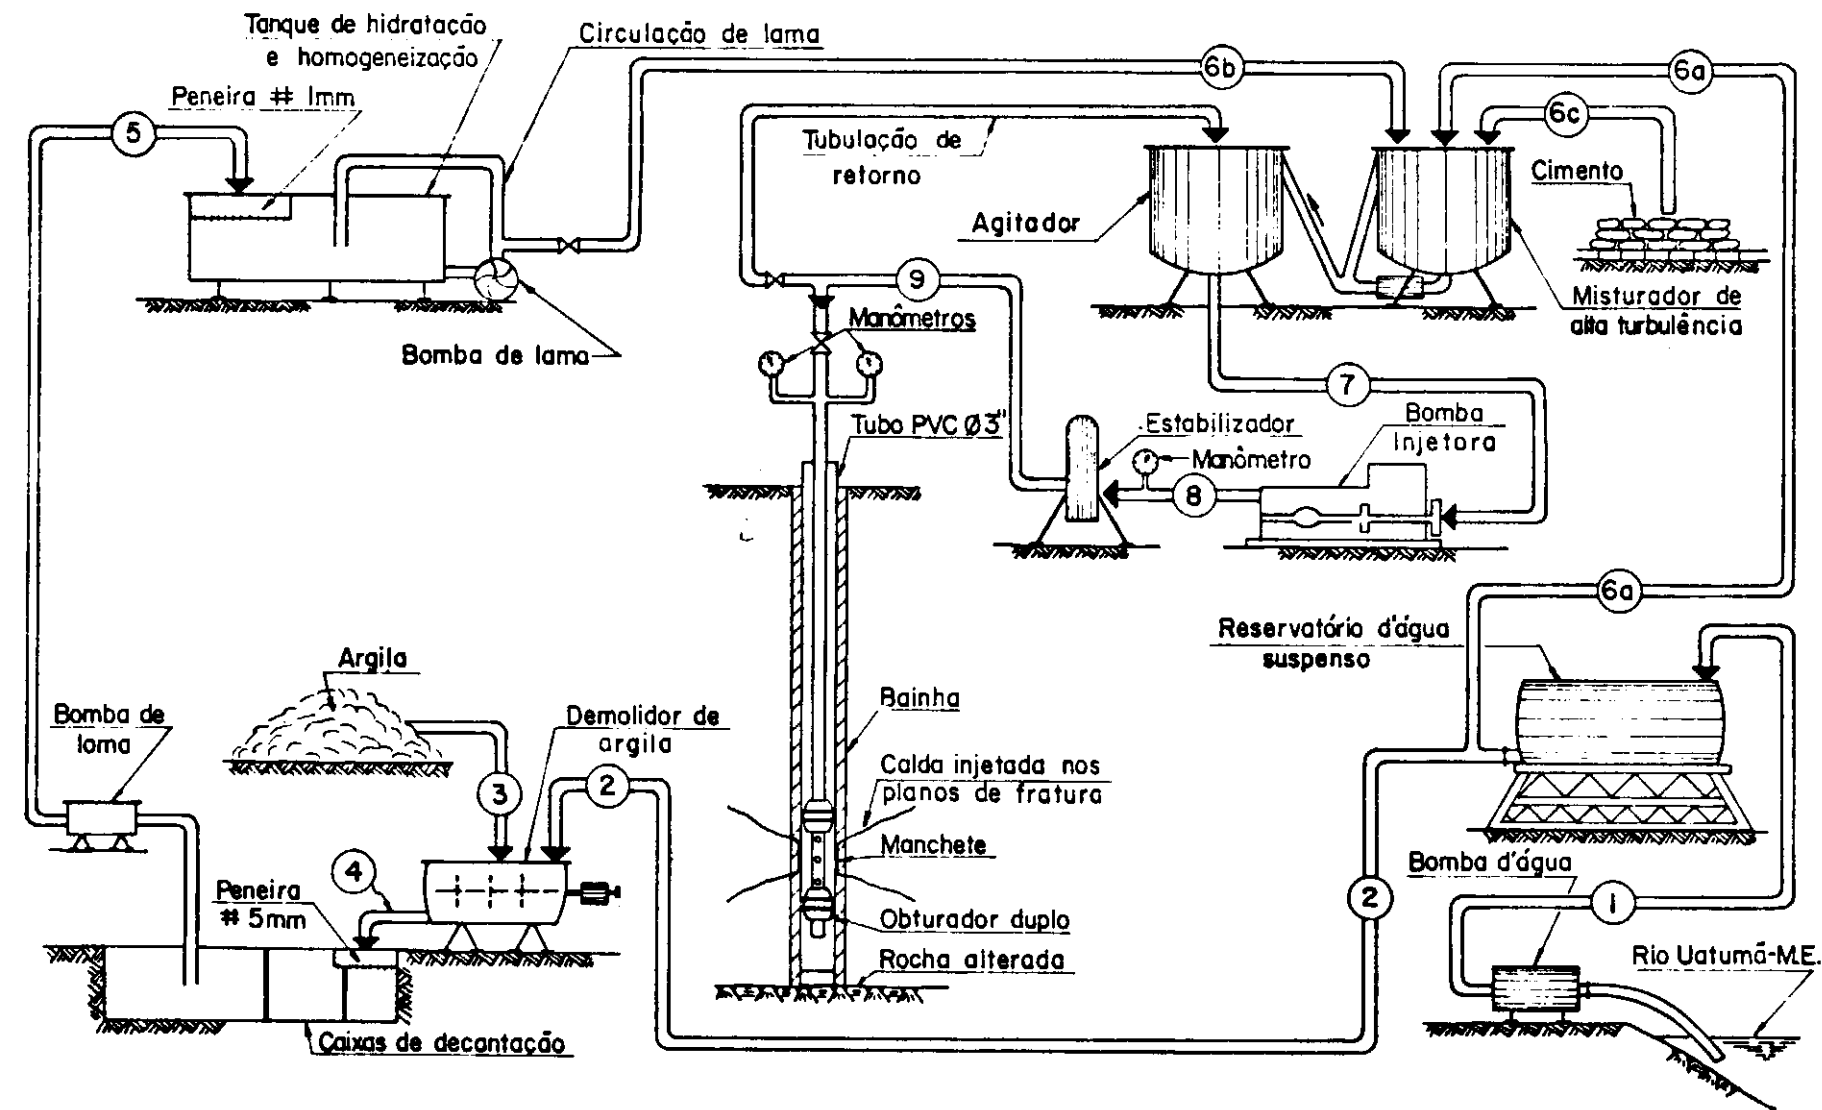 Tanque de hidratação
e homogeneização
Circulação de lama
6b
6a
Peneira # 1mm
5
6c
Tubulação de
retorno
Cimento
Agitador
9
Misturador de
alta turbulência
Manômetros
Bomba de lama
7
Tubo PVC Ø3"
Estabilizador
Bomba
Injetora
Manômetro
8
6a
Reservatório d'água
suspenso
Argila
Bomba de
lama
Demolidor de
argila
Bainha
3
2
Calda injetada nos
planos de fratura
Manchete
Bomba d'água
4
Peneira
# 5mm
2
1
Obturador duplo
Rocha alterada
Rio Uatumã-M.E.
Caixas de decantação